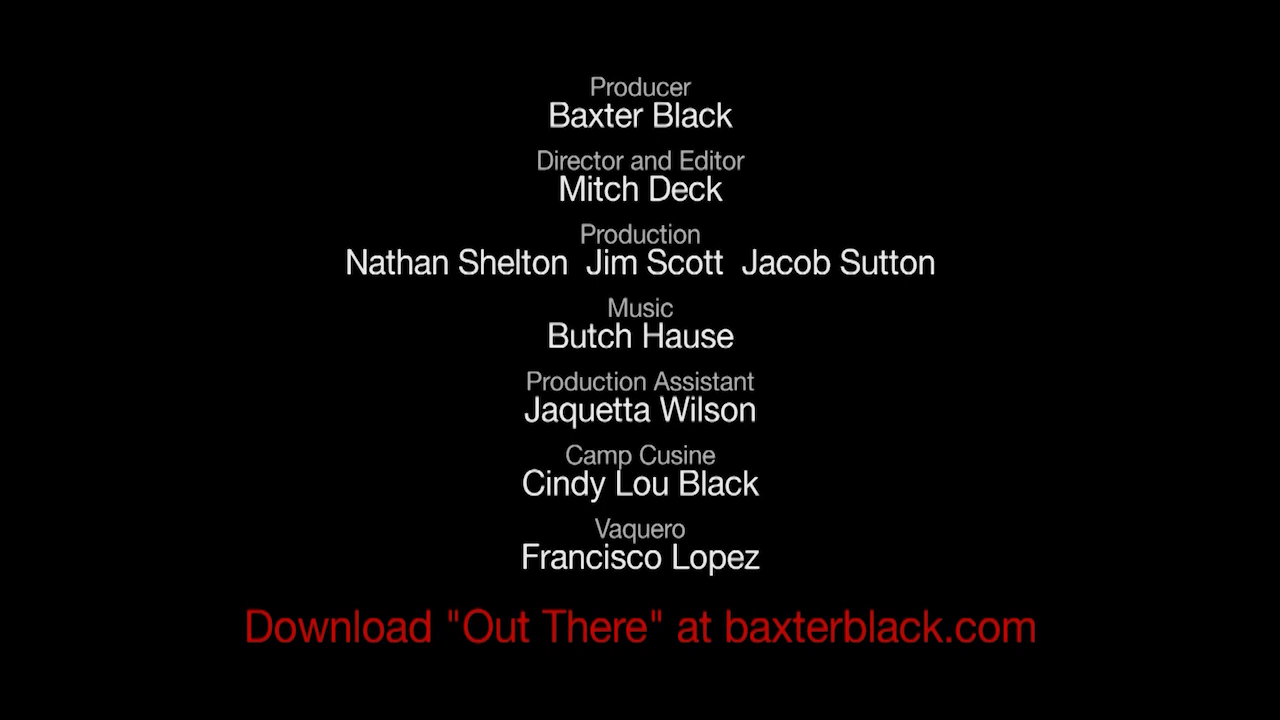 Producer
Baxter Black
Director and Editor
Mitch Deck
Production
Nathan Shelton  Jim Scott  Jacob Sutton
Music
Butch Hause
Production Assistant
Jaquetta Wilson
Camp Cusine
Cindy Lou Black
Vaquero
Francisco Lopez
Download "Out There" at baxterblack.com